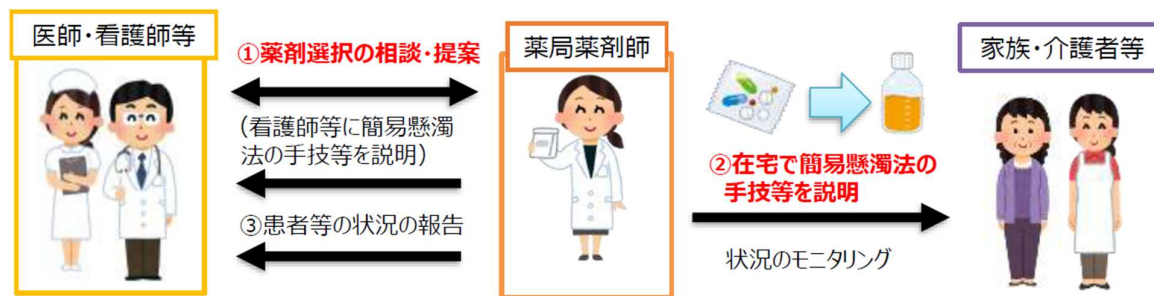 医師・看護師等
①薬剤選択の相談・提案
(看護師等に簡易懸濁
法の手技等を説明)
③患者等の状況の報告
薬局薬剤師
②在宅で簡易懸濁法の
手技等を説明
状況のモニタリング
家族・介護者等